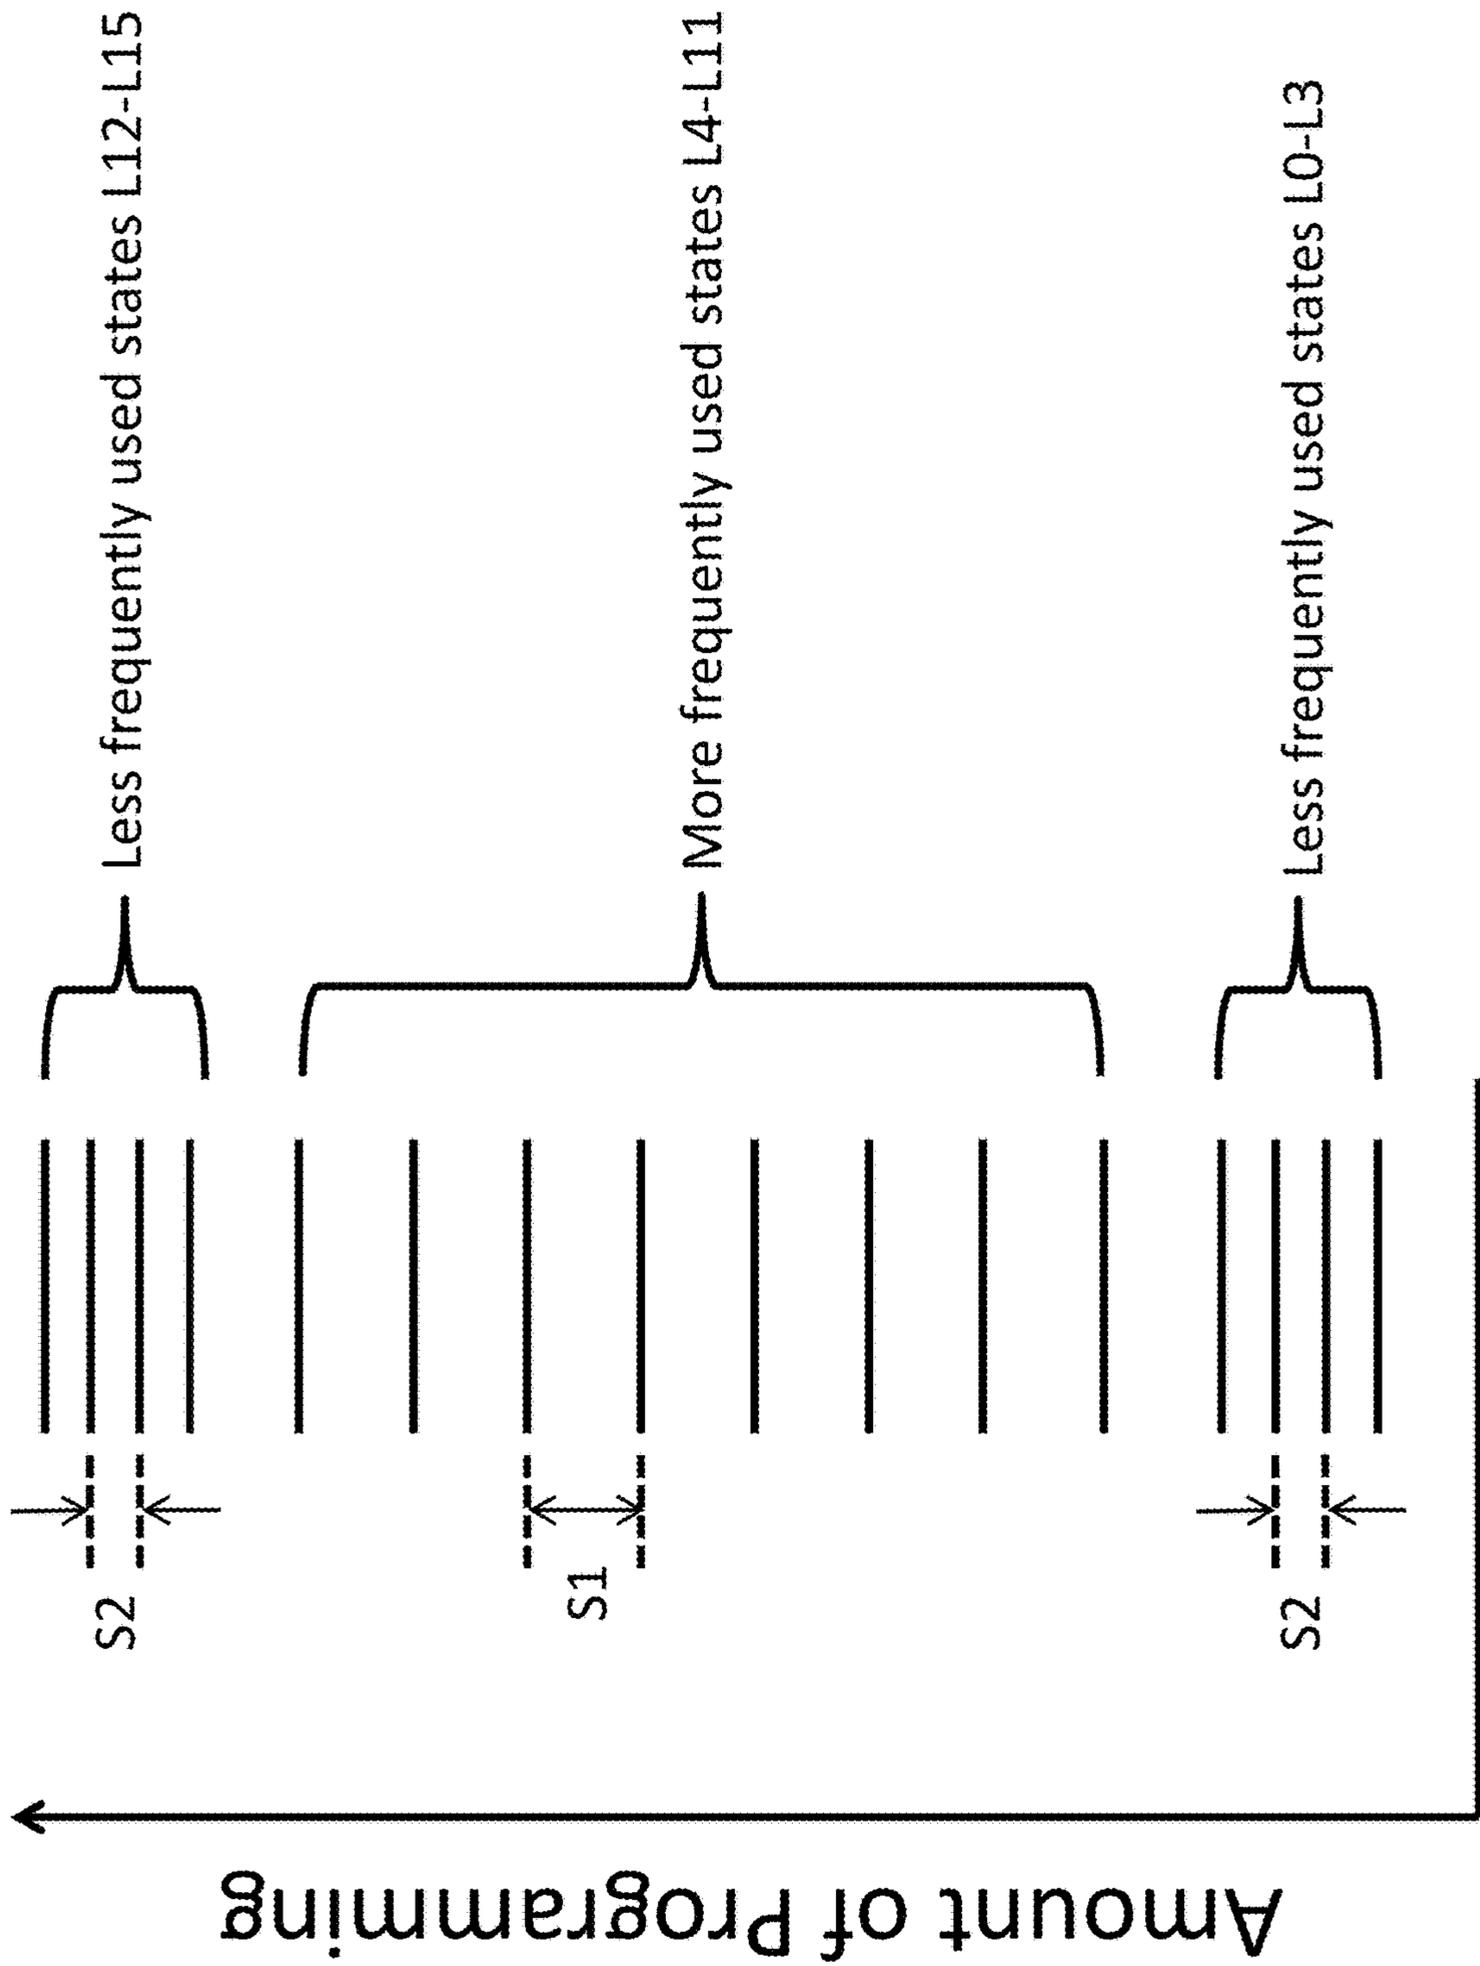 Less frequently used states L12-L15
More frequently used states L4-L11
Less frequently used states L0-L3
S2
S1
S2
Amount of Programming